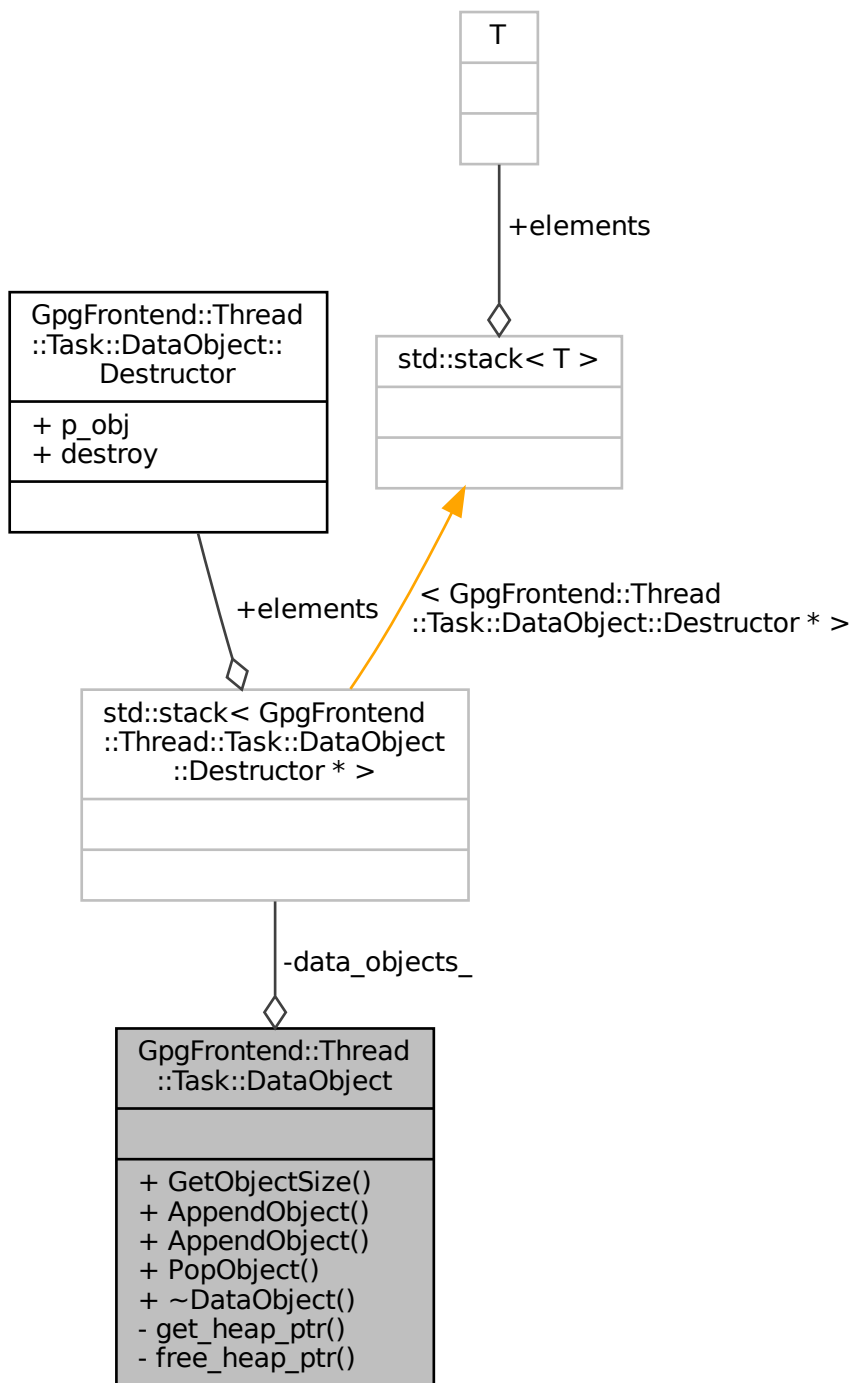 T
+elements
GpgFrontend::Thread
::Task::DataObject::
Destructor
+ p_obj
+ destroy
std::stack< T >
+elements
< GpgFrontend::Thread
::Task::DataObject::Destructor * >
std::stack< GpgFrontend
::Thread::Task::DataObject
::Destructor * >
-data_objects_
GpgFrontend::Thread
::Task::DataObject
+ GetObjectSize()
+ AppendObject()
+ AppendObject()
+ PopObject()
+ ~DataObject()
- get_heap_ptr()
- free_heap_ptr()